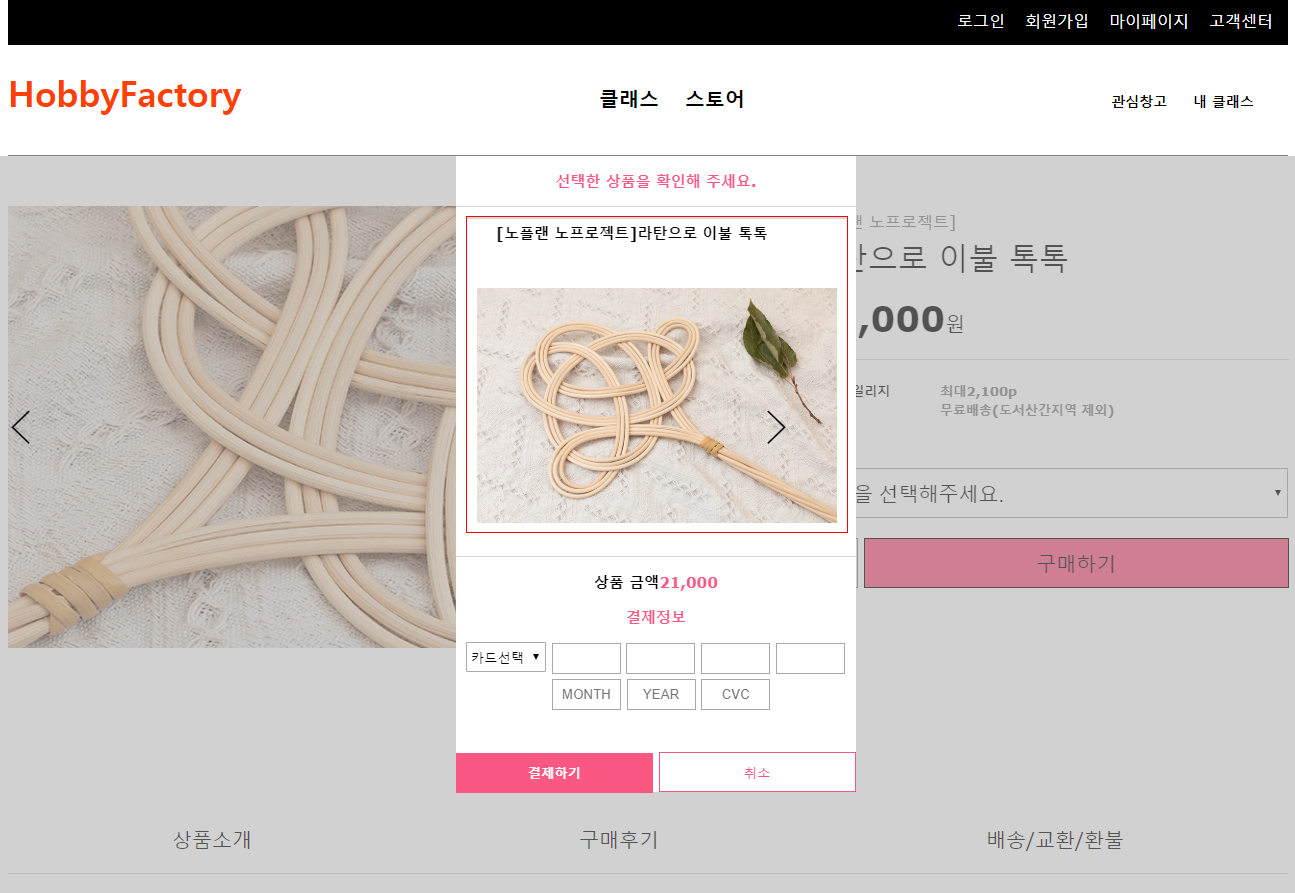 로그인 회원가입 마이페이지 고객센터
HobbyFactory
클래스 스토어
관심창고 내 클래스
선택한 상품을 확인해 주세요.
[노플랜 노프로젝트]라탄으로 이불 톡톡
노프로젝트]
으로 이불 톡톡
,000원
일리지 최대2,100p
무료배송(도서산간지역 제외)
을 선택해주세요. ▼
구매하기
상품 금액21,000
결제정보
카드선택 ▼
MONTH YEAR CVC
결제하기 취소
상품소개 구매후기 배송/교환/환불